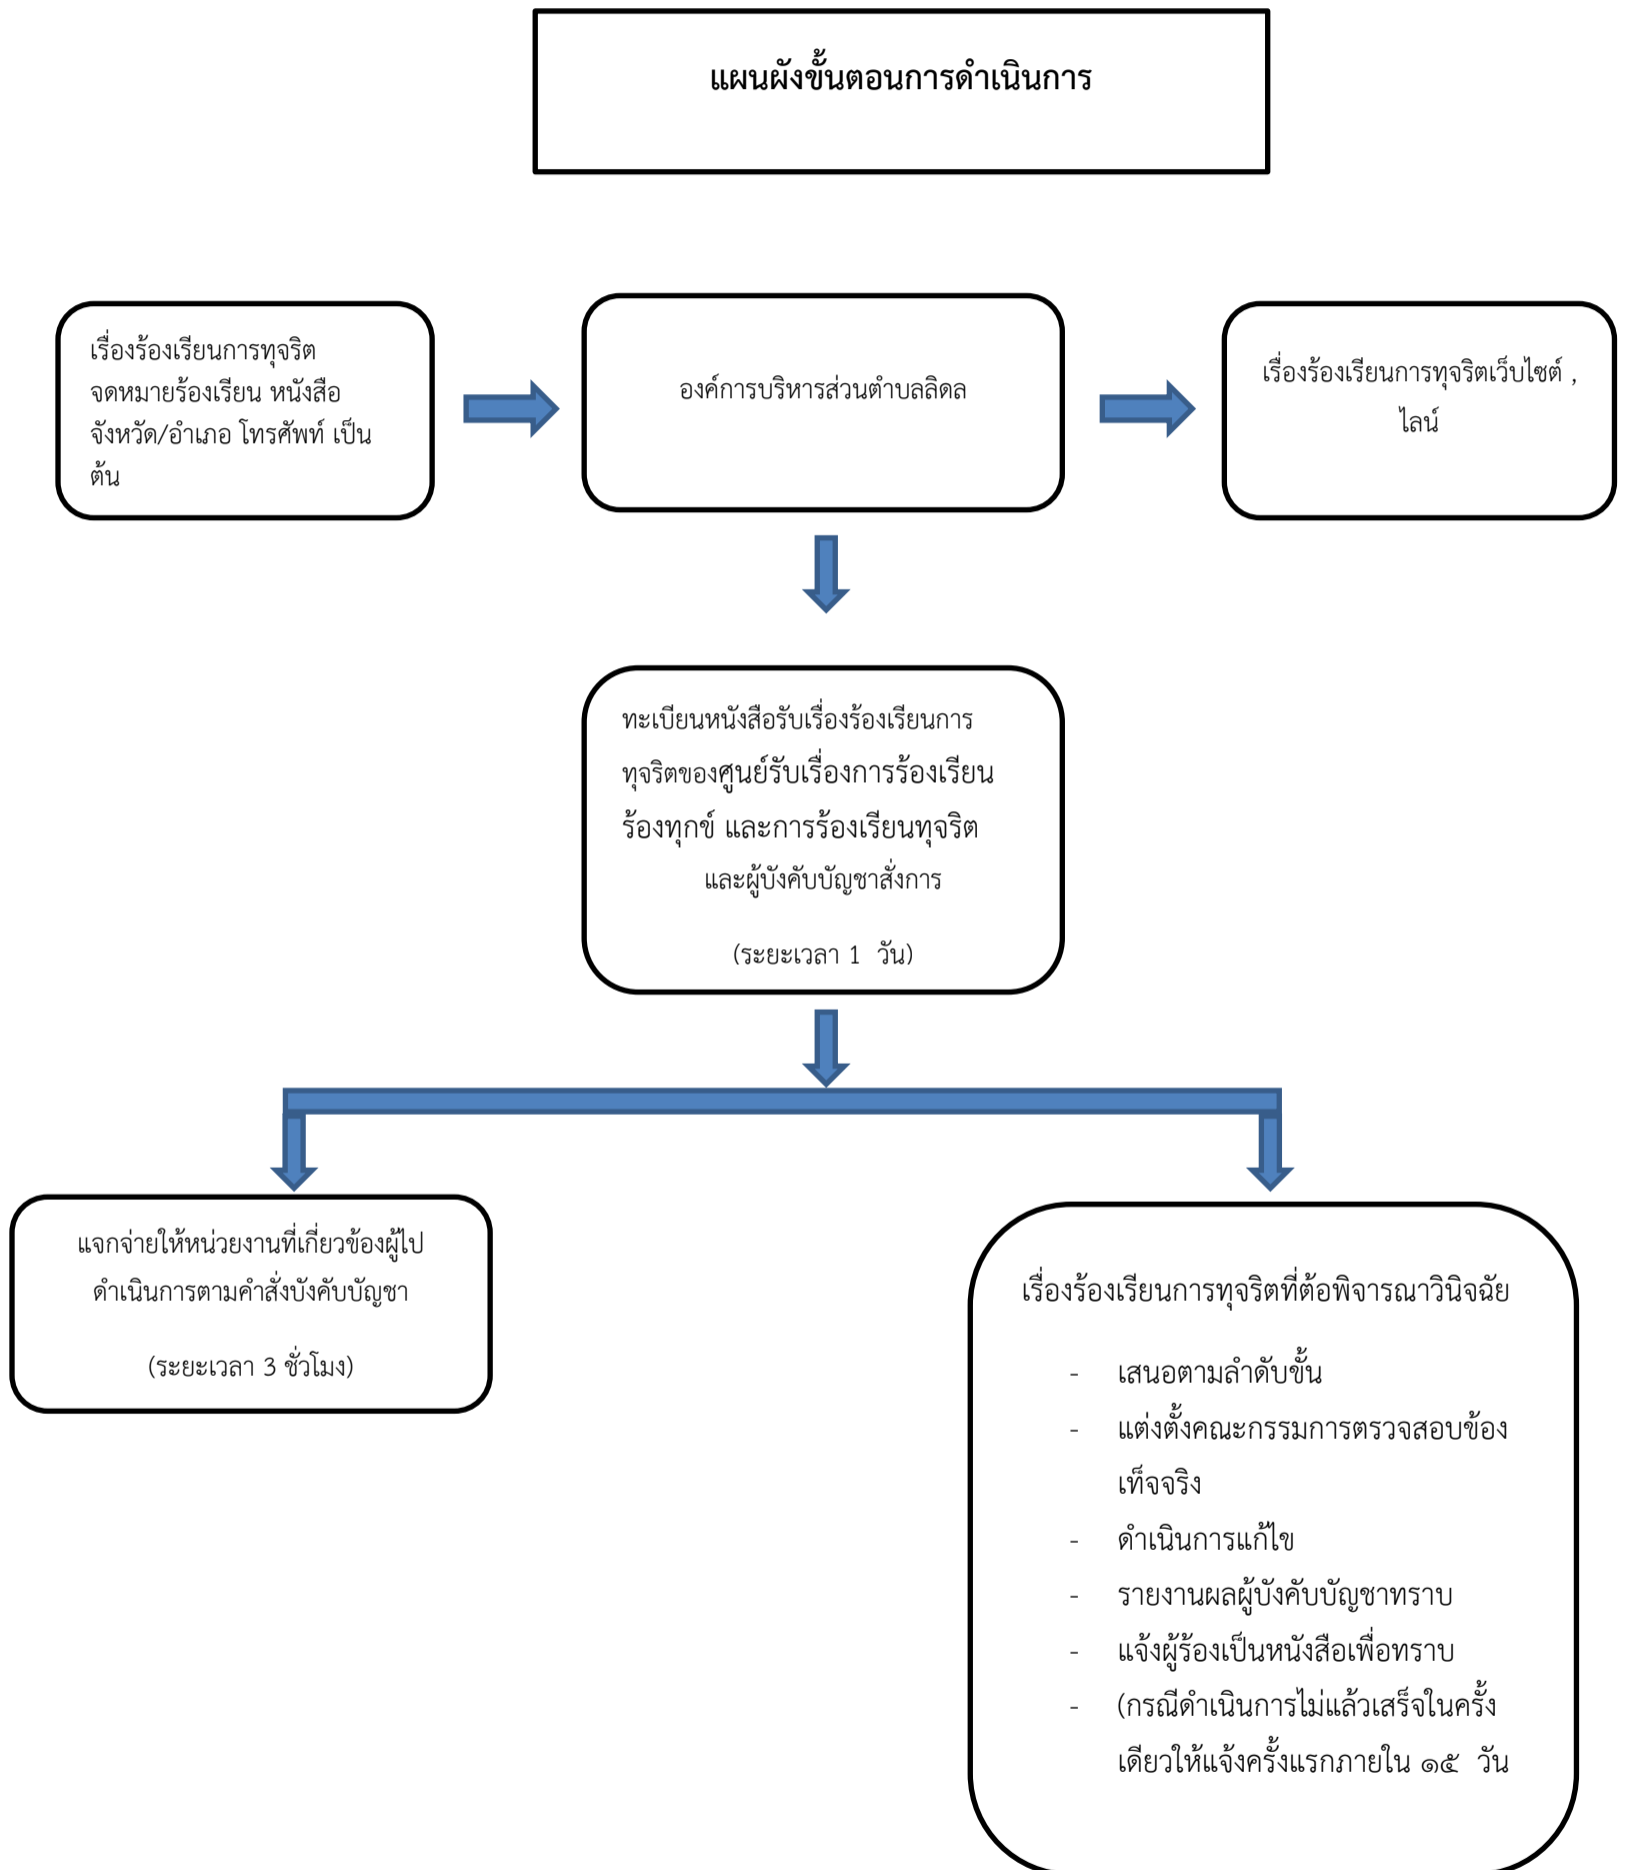 แผนผังขั้นตอนการดำเนินการ
เรื่องร้องเรียนการทุจริต
จดหมายร้องเรียน หนังสือ
จังหวัด/อำเภอ โทรศัพท์ เป็น
ต้น
องค์การบริหารส่วนตำบลลิดล
เรื่องร้องเรียนการทุจริตเว็บไซต์ ,
ไลน์
ทะเบียนหนังสือรับเรื่องร้องเรียนการ
ทุจริตของศูนย์รับเรื่องการร้องเรียน
ร้องทุกข์ และการร้องเรียนทุจริต
และผู้บังคับบัญชาสั่งการ
(ระยะเวลา 1 วัน)
แจกจ่ายให้หน่วยงานที่เกี่ยวข้องผู้ไป
ดำเนินการตามคำสั่งบังคับบัญชา
(ระยะเวลา 3 ชั่วโมง)
เรื่องร้องเรียนการทุจริตที่ต้อพิจารณาวินิจฉัย
- เสนอตามลำดับขั้น
- แต่งตั้งคณะกรรมการตรวจสอบข้อง
เท็จจริง
- ดำเนินการแก้ไข
- รายงานผลผู้บังคับบัญชาทราบ
- แจ้งผู้ร้องเป็นหนังสือเพื่อทราบ
- (กรณีดำเนินการไม่แล้วเสร็จในครั้ง
เดียวให้แจ้งครั้งแรกภายใน ๑๕ วัน